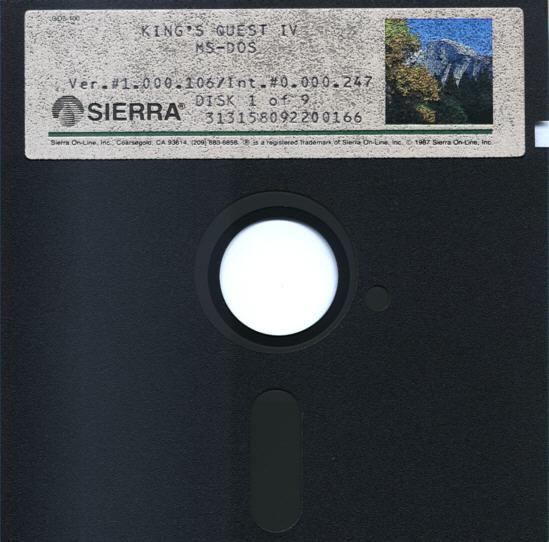 KING'S QUEST IV
MS-DOS
Ver.#1.000.106/Int.#0.000.247
SIERRA®
DISK 1 of 9
313158092200166
Sierra On-Line, Inc., Coarsegold, CA 93614, (209) 683-6858. ® is a registered Trademark of Sierra On-Line, Inc. © 1987 Sierra On-Line, Inc.